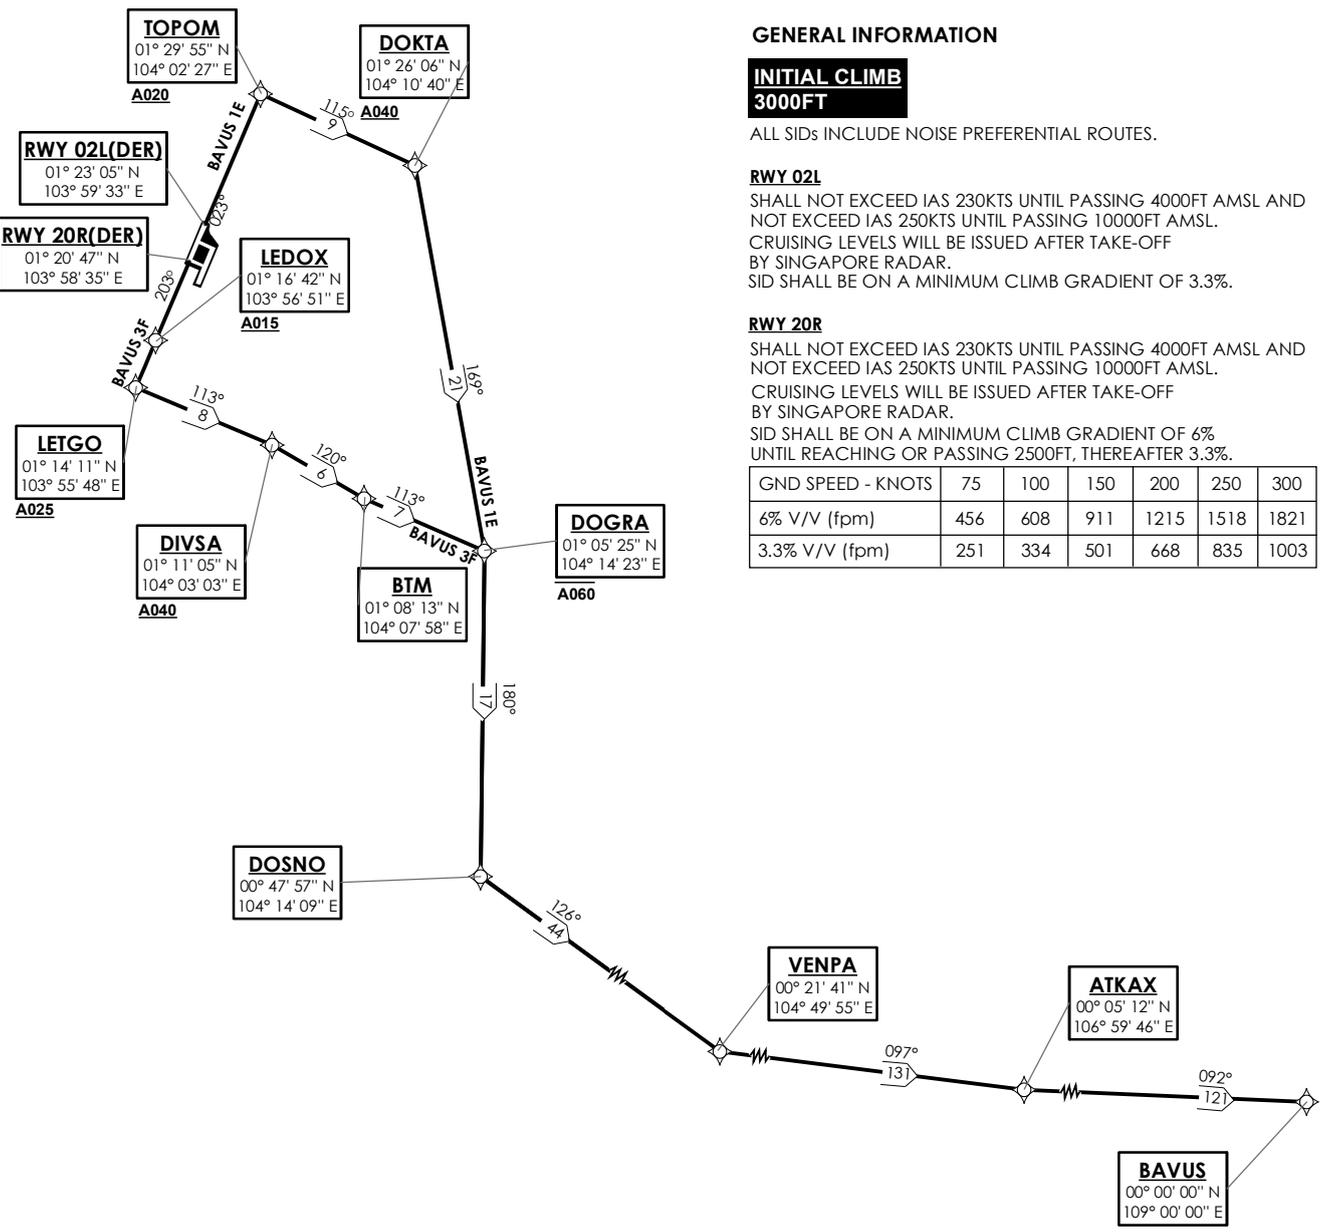 TOPOM
01° 29' 55" N
104° 02' 27" E
A020
DOKTA
01° 26' 06" N
104° 10' 40" E
A040
115°
9
BAVUS 1E
RWY 02L(DER)
01° 23' 05" N
103° 59' 33" E
023°
RWY 20R(DER)
01° 20' 47" N
103° 58' 35" E
203°
LEDOX
01° 16' 42" N
103° 56' 51" E
A015
BAVUS 3F
LETGO
01° 14' 11" N
103° 55' 48" E
A025
113°
8
DIVSA
01° 11' 05" N
104° 03' 03" E
A040
120°
6
BTM
01° 08' 13" N
104° 07' 58" E
113°
7
BAVUS 3F
169°
21
BAVUS 1E
DOGRA
01° 05' 25" N
104° 14' 23" E
A060
180°
17
DOSNO
00° 47' 57" N
104° 14' 09" E
126°
44
VENPA
00° 21' 41" N
104° 49' 55" E
097°
131
ATKAX
00° 05' 12" N
106° 59' 46" E
092°
121
BAVUS
00° 00' 00" N
109° 00' 00" E
GENERAL INFORMATION
INITIAL CLIMB
3000FT
ALL SIDs INCLUDE NOISE PREFERENTIAL ROUTES.
RWY 02L
SHALL NOT EXCEED IAS 230KTS UNTIL PASSING 4000FT AMSL AND
NOT EXCEED IAS 250KTS UNTIL PASSING 10000FT AMSL.
CRUISING LEVELS WILL BE ISSUED AFTER TAKE-OFF
BY SINGAPORE RADAR.
SID SHALL BE ON A MINIMUM CLIMB GRADIENT OF 3.3%.
RWY 20R
SHALL NOT EXCEED IAS 230KTS UNTIL PASSING 4000FT AMSL AND
NOT EXCEED IAS 250KTS UNTIL PASSING 10000FT AMSL.
CRUISING LEVELS WILL BE ISSUED AFTER TAKE-OFF
BY SINGAPORE RADAR.
SID SHALL BE ON A MINIMUM CLIMB GRADIENT OF 6%
UNTIL REACHING OR PASSING 2500FT, THEREAFTER 3.3%.
GND SPEED - KNOTS 75 100 150 200 250 300
6% V/V (fpm) 456 608 911 1215 1518 1821
3.3% V/V (fpm) 251 334 501 668 835 1003